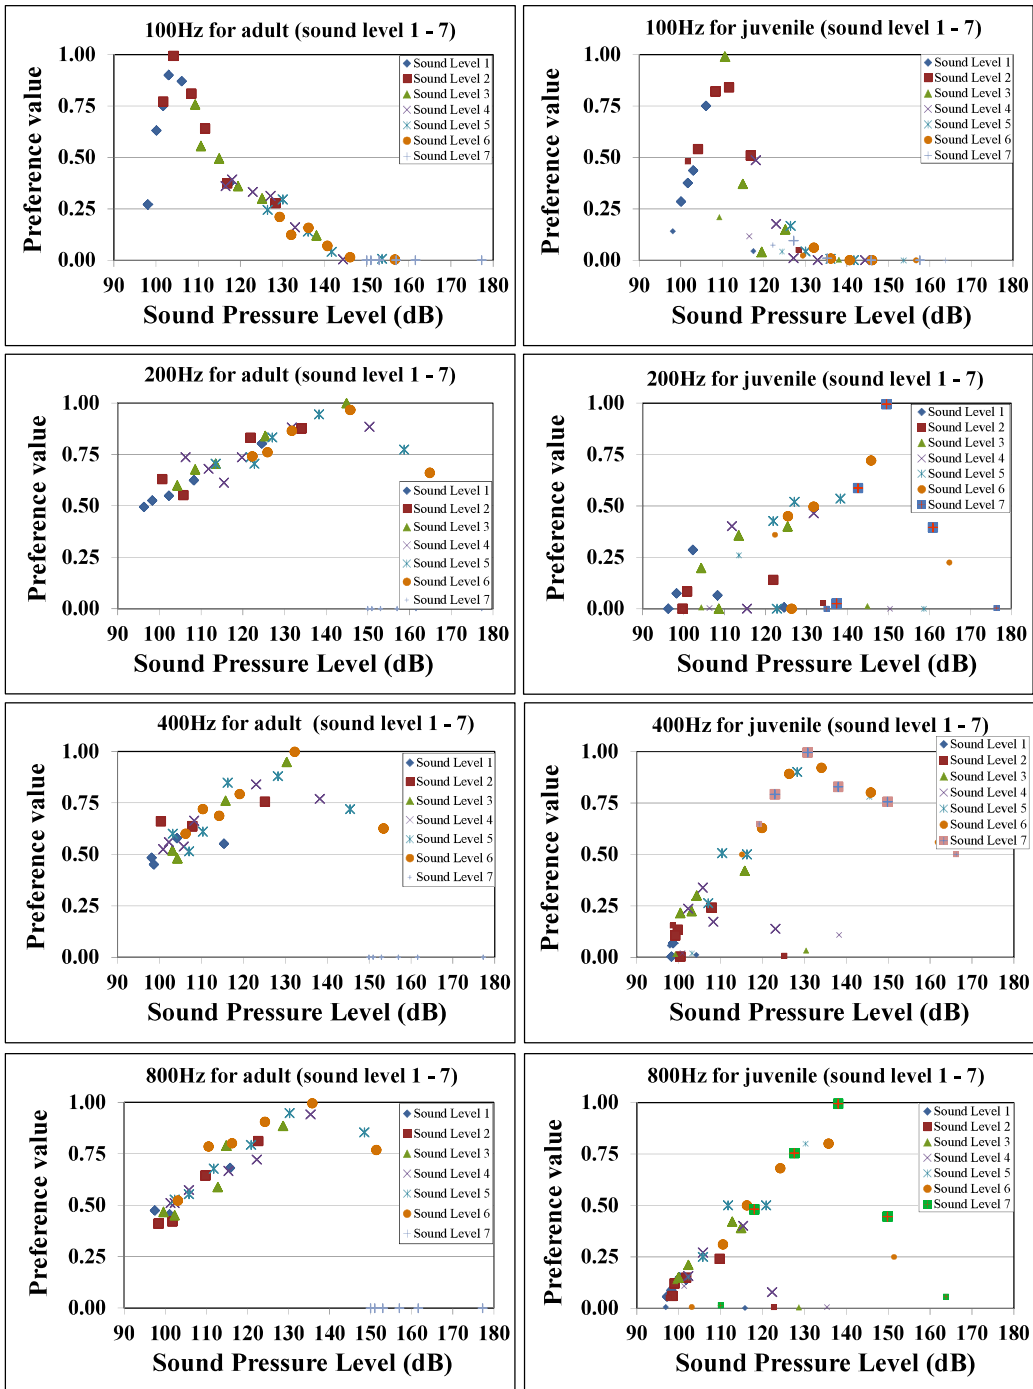 100Hz for adult (sound level 1 - 7)
Preference value
1.00
0.75
0.50
0.25
0.00
90 100 110 120 130 140 150 160 170 180
Sound Pressure Level (dB)
Sound Level 1
Sound Level 2
Sound Level 3
Sound Level 4
Sound Level 5
Sound Level 6
Sound Level 7
100Hz for juvenile (sound level 1 - 7)
Preference value
1.00
0.75
0.50
0.25
0.00
90 100 110 120 130 140 150 160 170 180
Sound Pressure Level (dB)
Sound Level 1
Sound Level 2
Sound Level 3
Sound Level 4
Sound Level 5
Sound Level 6
Sound Level 7
200Hz for adult (sound level 1 - 7)
Preference value
1.00
0.75
0.50
0.25
0.00
90 100 110 120 130 140 150 160 170 180
Sound Pressure Level (dB)
Sound Level 1
Sound Level 2
Sound Level 3
Sound Level 4
Sound Level 5
Sound Level 6
Sound Level 7
200Hz for juvenile (sound level 1 - 7)
Preference value
1.00
0.75
0.50
0.25
0.00
90 100 110 120 130 140 150 160 170 180
Sound Pressure Level (dB)
Sound Level 1
Sound Level 2
Sound Level 3
Sound Level 4
Sound Level 5
Sound Level 6
Sound Level 7
400Hz for adult (sound level 1 - 7)
Preference value
1.00
0.75
0.50
0.25
0.00
90 100 110 120 130 140 150 160 170 180
Sound Pressure Level (dB)
Sound Level 1
Sound Level 2
Sound Level 3
Sound Level 4
Sound Level 5
Sound Level 6
Sound Level 7
400Hz for juvenile (sound level 1 - 7)
Preference value
1.00
0.75
0.50
0.25
0.00
90 100 110 120 130 140 150 160 170 180
Sound Pressure Level (dB)
Sound Level 1
Sound Level 2
Sound Level 3
Sound Level 4
Sound Level 5
Sound Level 6
Sound Level 7
800Hz for adult (sound level 1 - 7)
Preference value
1.00
0.75
0.50
0.25
0.00
90 100 110 120 130 140 150 160 170 180
Sound Pressure Level (dB)
Sound Level 1
Sound Level 2
Sound Level 3
Sound Level 4
Sound Level 5
Sound Level 6
Sound Level 7
800Hz for juvenile (sound level 1 - 7)
Preference value
1.00
0.75
0.50
0.25
0.00
90 100 110 120 130 140 150 160 170 180
Sound Pressure Level (dB)
Sound Level 1
Sound Level 2
Sound Level 3
Sound Level 4
Sound Level 5
Sound Level 6
Sound Level 7